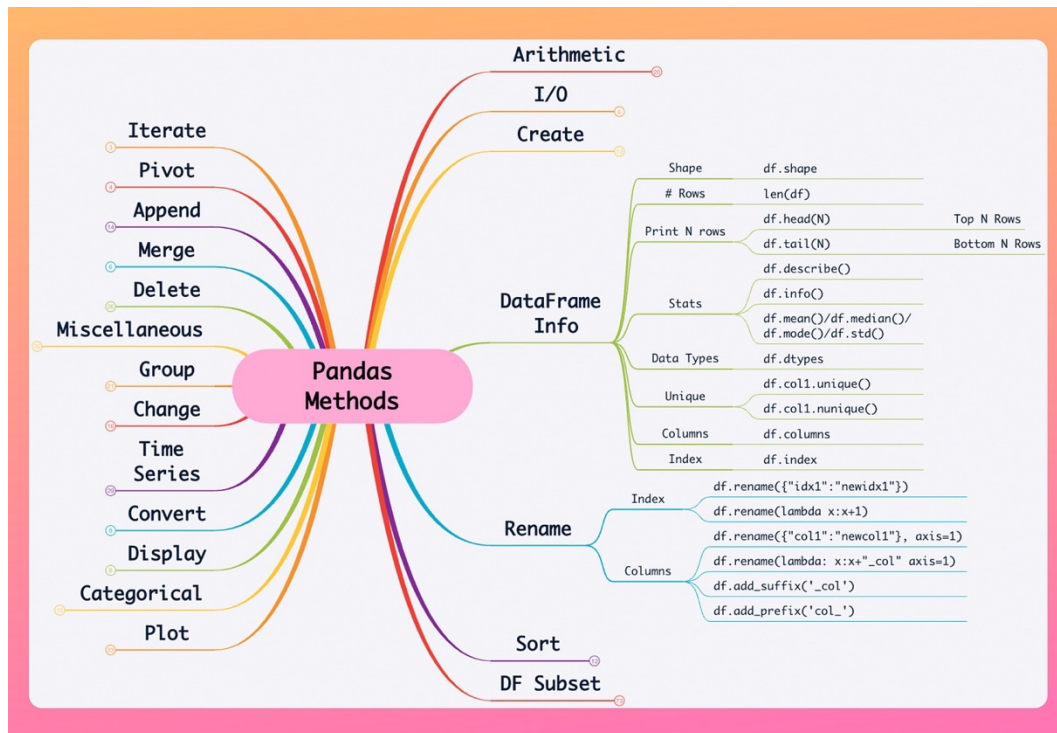 Pandas
Methods
Arithmetic
I/O
Create
DataFrame
Info
Shape
df.shape
# Rows
len(df)
Print N rows
df.head(N)
Top N Rows
df.tail(N)
Bottom N Rows
Stats
df.describe()
df.info()
df.mean()/df.median()/
df.mode()/df.std()
Data Types
df.dtypes
Unique
df.col1.unique()
df.col1.nunique()
Columns
df.columns
Index
df.index
Rename
Index
df.rename({"idx1":"newidx1"})
df.rename(lambda x:x+1)
Columns
df.rename({"col1":"newcol1"}, axis=1)
df.rename(lambda: x:x+"_col" axis=1)
df.add_suffix('_col')
df.add_prefix('col_')
Sort
12
DF Subset
Iterate
Pivot
4
Append
14
Merge
Delete
Miscellaneous
Group
Change
Time
Series
Convert
Display
Categorical
Plot